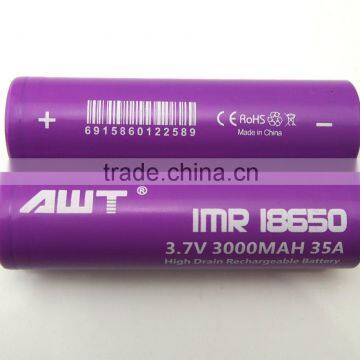 +
6915860122589
CE RoHS
Made in China
−
trade.china.cn
AWT®
IMR 18650
3.7V 3000MAH 35A
High Drain Rechargeable Battery